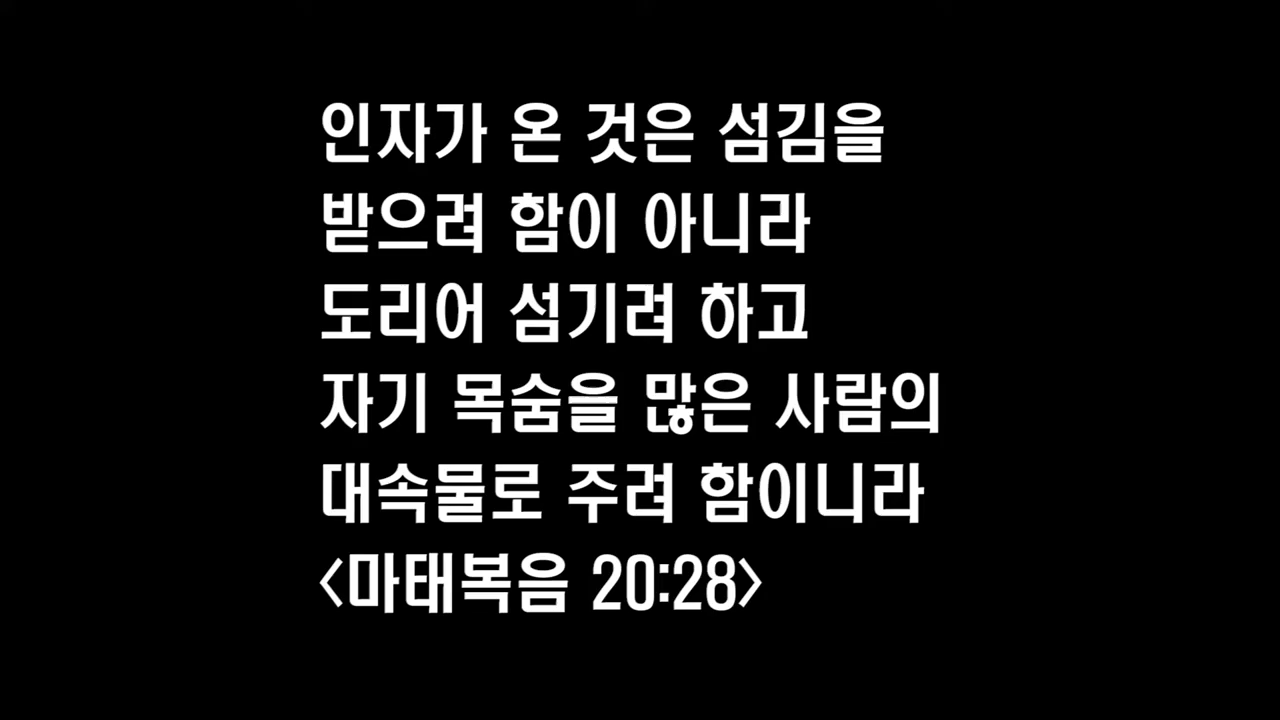 인자가 온 것은 섬김을
받으려 함이 아니라
도리어 섬기려 하고
자기 목숨을 많은 사람의
대속물로 주려 함이니라
<마태복음 20:28>